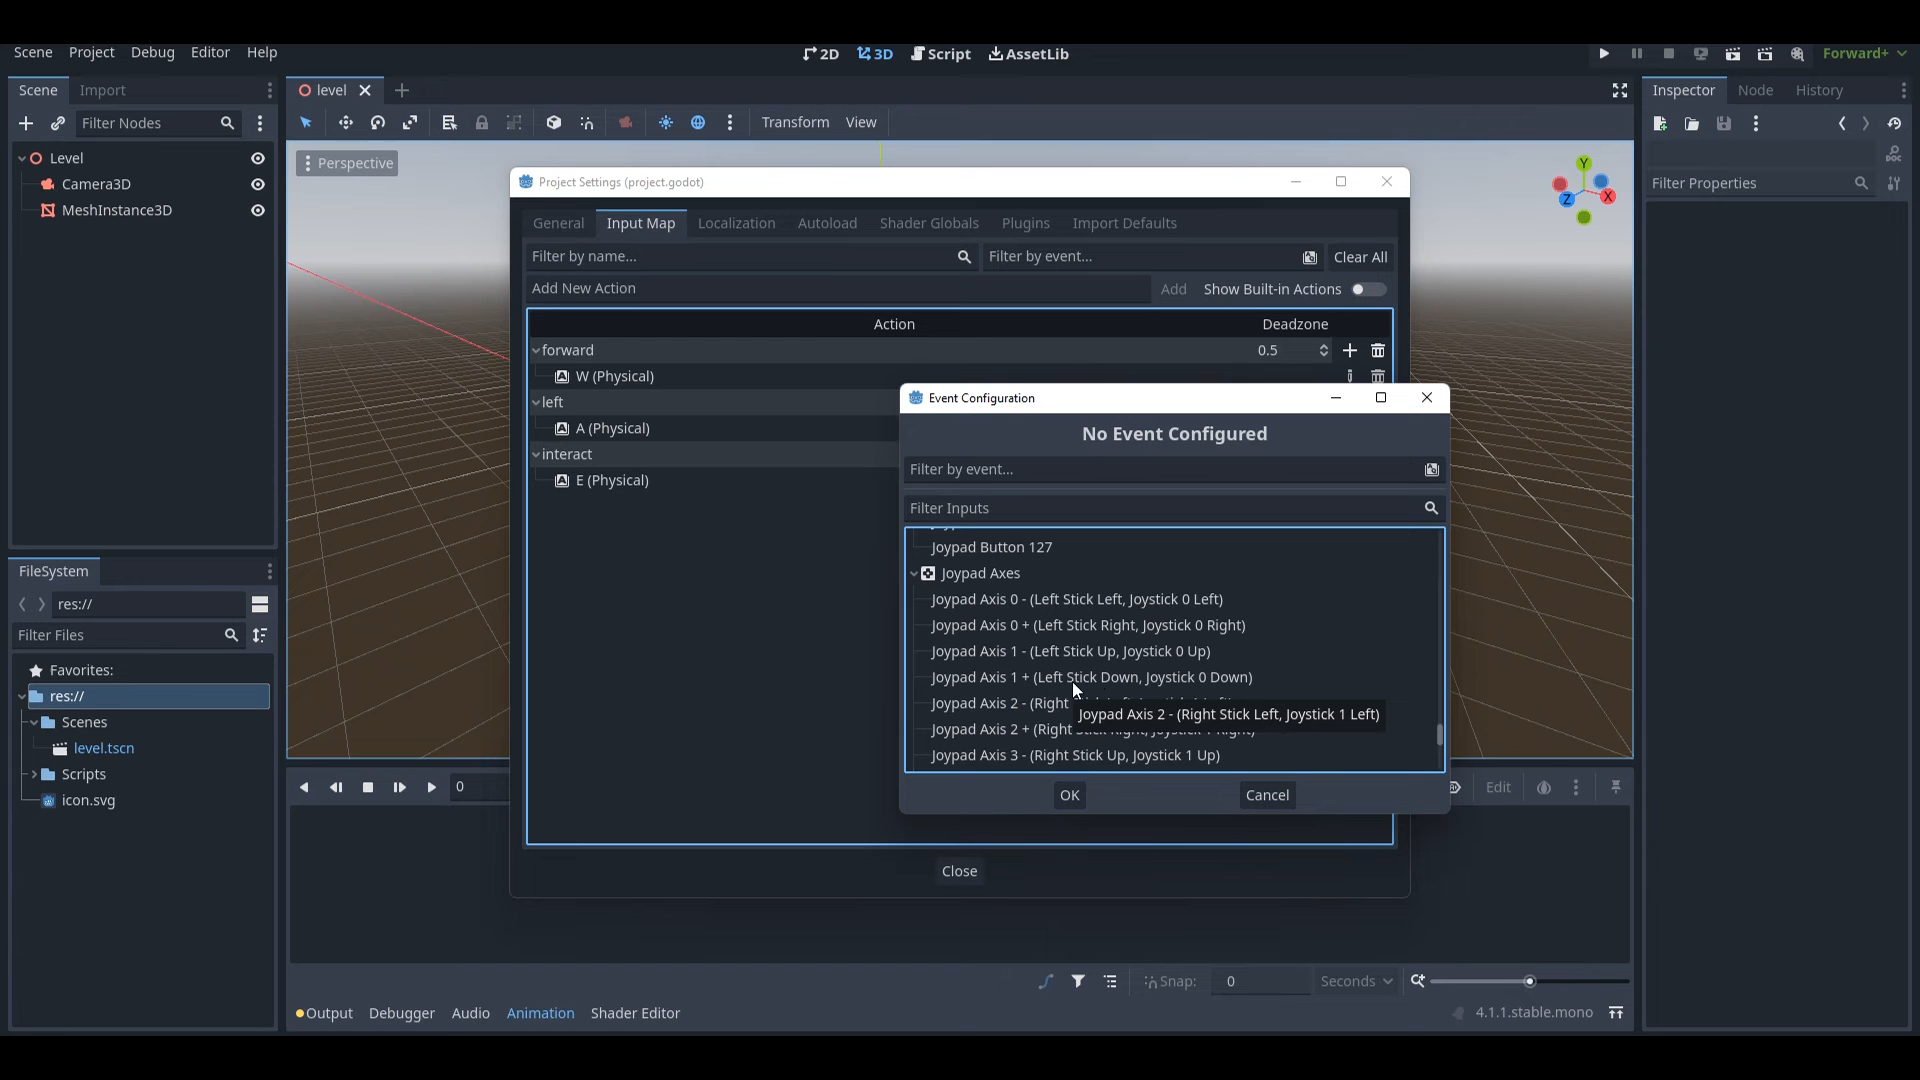 Scene Project Debug Editor Help
2D 3D Script AssetLib
Forward+
Scene Import
level
Inspector Node History
Filter Nodes
Transform View
Level
Camera3D
MeshInstance3D
Perspective
Y
X
Z
Filter Properties
Project Settings (project.godot)
General Input Map Localization Autoload Shader Globals Plugins Import Defaults
Filter by name...
Filter by event...
Clear All
Add New Action
Add
Show Built-in Actions
Action
Deadzone
forward
0.5
W (Physical)
left
A (Physical)
interact
E (Physical)
Event Configuration
No Event Configured
Filter by event...
Filter Inputs
Joypad Button 127
Joypad Axes
Joypad Axis 0 - (Left Stick Left, Joystick 0 Left)
Joypad Axis 0 + (Left Stick Right, Joystick 0 Right)
Joypad Axis 1 - (Left Stick Up, Joystick 0 Up)
Joypad Axis 1 + (Left Stick Down, Joystick 0 Down)
Joypad Axis 2 - (Right
Joypad Axis 2 - (Right Stick Left, Joystick 1 Left)
Joypad Axis 2 + (Right Stick Right, Joystick 1 Right)
Joypad Axis 3 - (Right Stick Up, Joystick 1 Up)
OK
Cancel
Close
FileSystem
res://
Filter Files
Favorites:
res://
Scenes
level.tscn
Scripts
icon.svg
0
Edit
Snap:
0
Seconds
Output Debugger Audio Animation Shader Editor
4.1.1.stable.mono